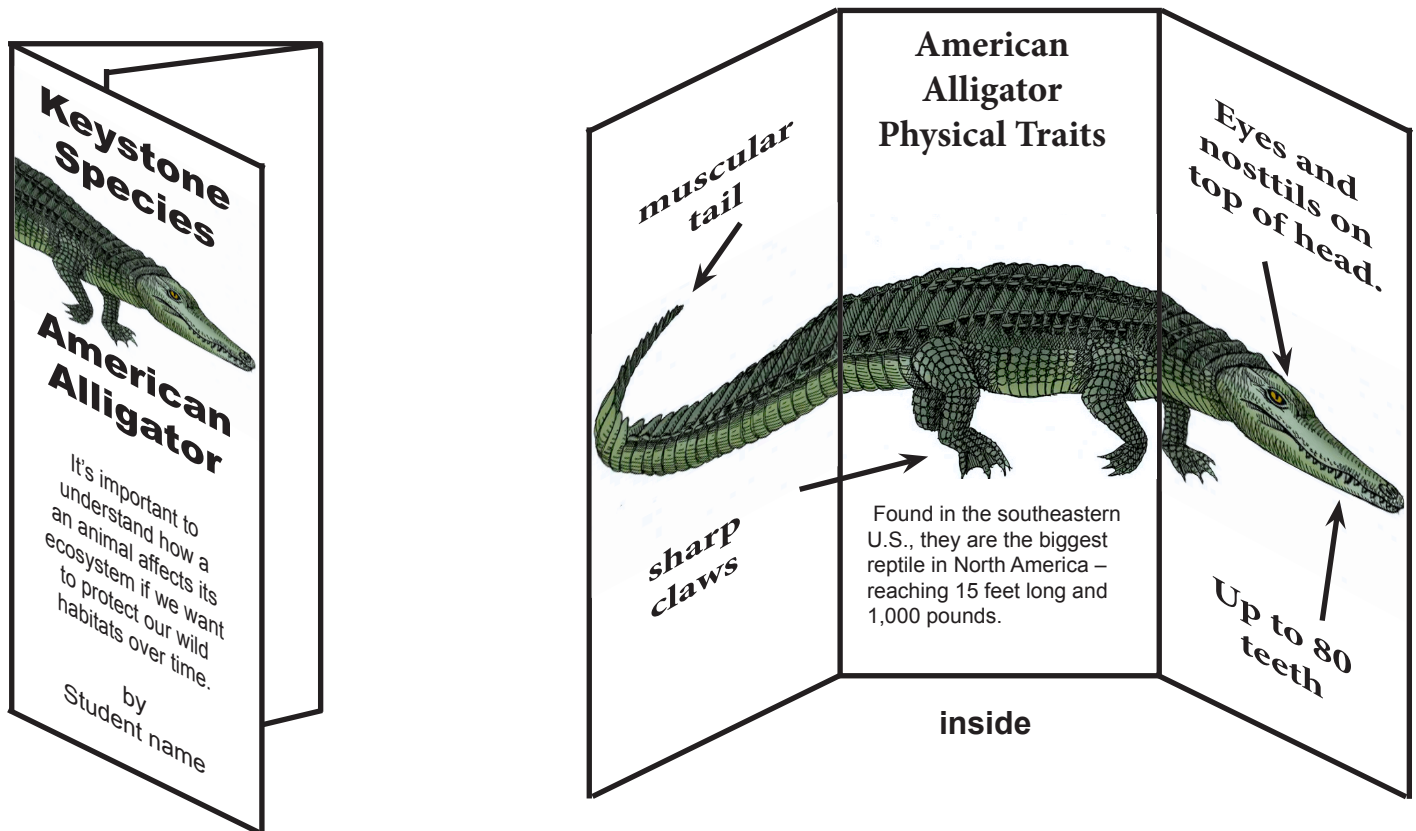 Keystone
Species
American
Alligator
It's important to
understand how a
an animal affects its
ecosystem if we want
to protect our wild
habitats over time.
by
Student name
muscular
tail
sharp
claws
American
Alligator
Physical Traits
Found in the southeastern
U.S., they are the biggest
reptile in North America –
reaching 15 feet long and
1,000 pounds.
Eyes and
nosttils on
top of head.
Up to 80
teeth
inside